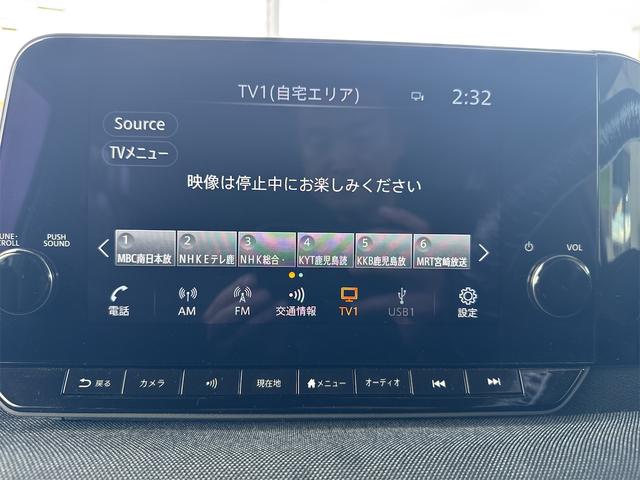 TV1(自宅エリア)
2:32
Source
TVメニュー
映像は停止中にお楽しみください
TUNE·
SCROLL
PUSH
SOUND
VOL
1
MBC南日本放
2
NHKEテレ鹿
3
NHK総合・
4
KYT鹿児島読
5
KKB鹿児島放
6
MRT宮崎放送
電話
AM
FM
交通情報
TV1
USB1
設定
戻る
カメラ
現在地
メニュー
オーディオ